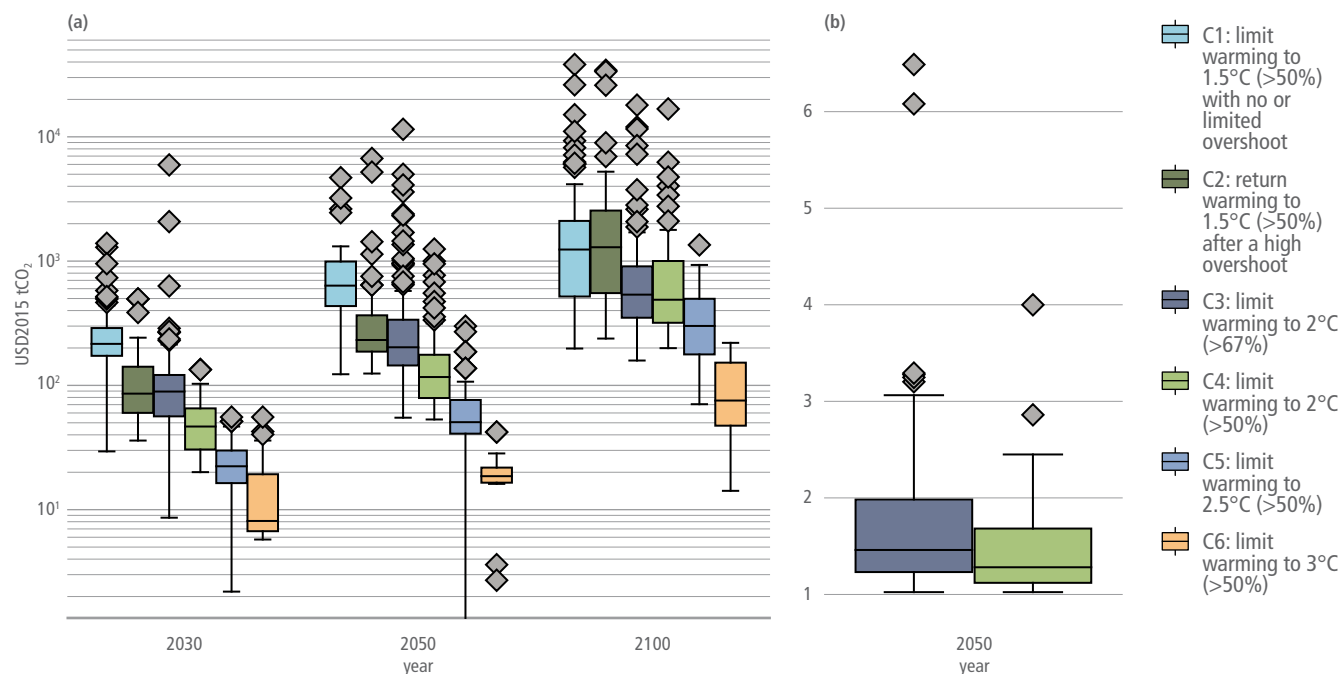 (a)
USD2015 tCO₂
10⁴
10³
10²
10¹
2030
2050
2100
year
(b)
6
5
4
3
2
1
2050
year
C1: limit
warming to
1.5°C (>50%)
with no or
limited
overshoot
C2: return
warming to
1.5°C (>50%)
after a high
overshoot
C3: limit
warming to 2°C
(>67%)
C4: limit
warming to 2°C
(>50%)
C5: limit
warming to
2.5°C (>50%)
C6: limit
warming to 3°C
(>50%)